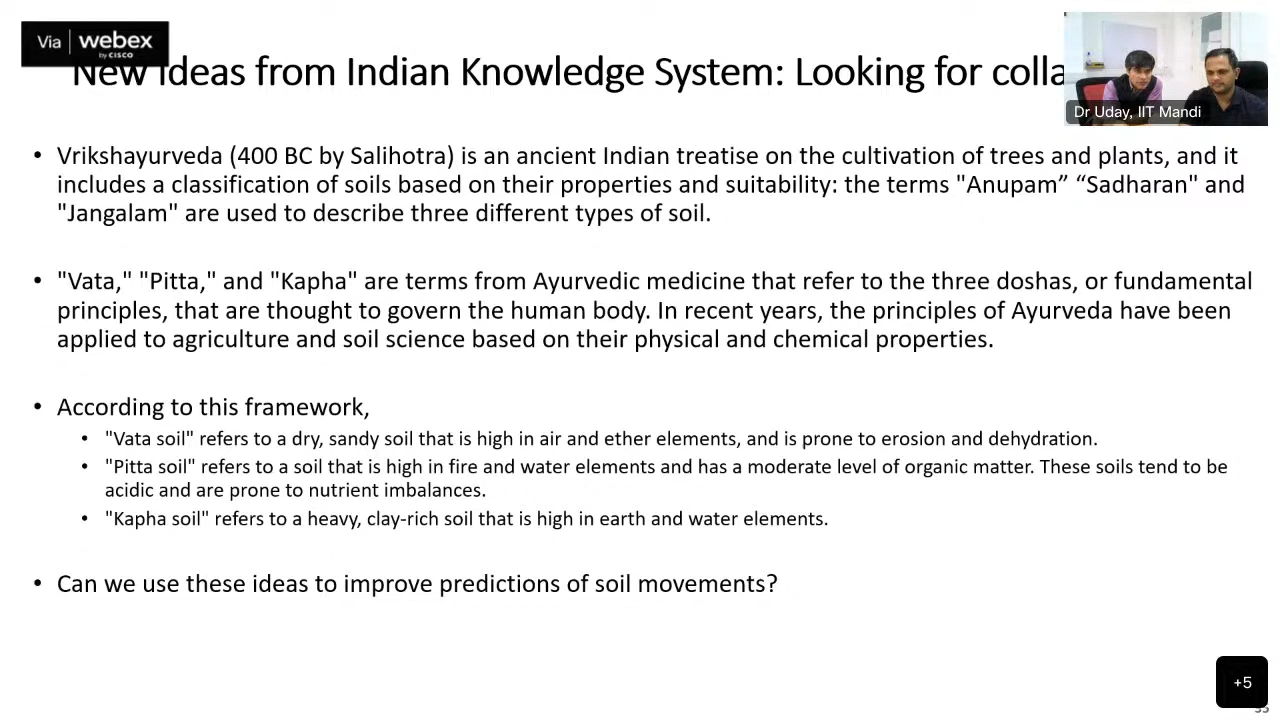 Via webex
by CISCO
New Ideas from Indian Knowledge System: Looking for colla
Dr Uday, IIT Mandi
• Vrikshayurveda (400 BC by Salihotra) is an ancient Indian treatise on the cultivation of trees and plants, and it
includes a classification of soils based on their properties and suitability: the terms "Anupam” “Sadharan" and
"Jangalam" are used to describe three different types of soil.
• "Vata," "Pitta," and "Kapha" are terms from Ayurvedic medicine that refer to the three doshas, or fundamental
principles, that are thought to govern the human body. In recent years, the principles of Ayurveda have been
applied to agriculture and soil science based on their physical and chemical properties.
• According to this framework,
• "Vata soil" refers to a dry, sandy soil that is high in air and ether elements, and is prone to erosion and dehydration.
• "Pitta soil" refers to a soil that is high in fire and water elements and has a moderate level of organic matter. These soils tend to be
acidic and are prone to nutrient imbalances.
• "Kapha soil" refers to a heavy, clay-rich soil that is high in earth and water elements.
• Can we use these ideas to improve predictions of soil movements?
+5